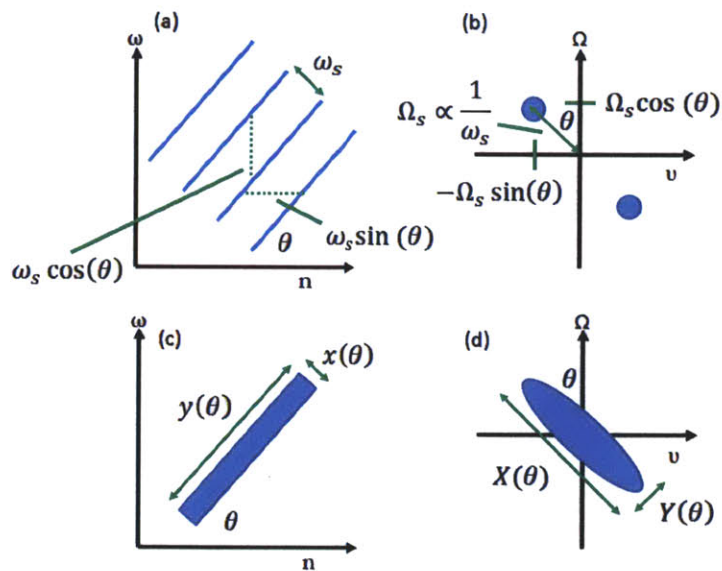 (a)
ω
ω_s
ω_s cos(θ)
ω_s sin (θ)
θ
n
(b)
Ω
Ω_s ∝ 1/ω_s
θ
Ω_s cos (θ)
−Ω_s sin(θ)
υ
(c)
ω
x(θ)
y(θ)
θ
n
(d)
Ω
θ
υ
X(θ)
Y(θ)